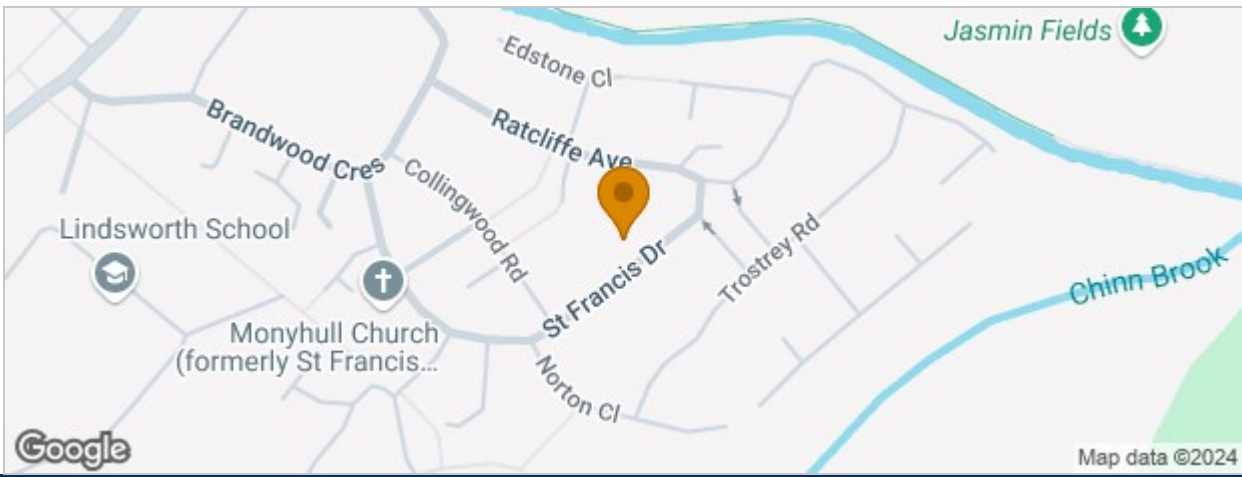 Jasmin Fields
Edstone Cl
Ratcliffe Ave
Brandwood Cres
Collingwood Rd
Lindsworth School
Trostrey Rd
St Francis Dr
Chinn Brook
Monyhull Church
(formerly St Francis...
Norton Cl
Google
Map data ©2024